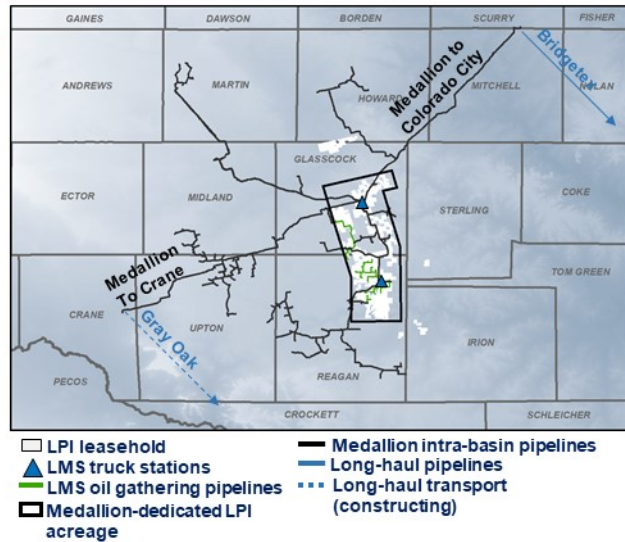 GAINES
DAWSON
BORDEN
SCURRY
FISHER
ANDREWS
MARTIN
HOWARD
MITCHELL
NOLAN
Medallion to
Colorado City
Bridgetex
GLASSCOCK
ECTOR
MIDLAND
STERLING
COKE
TOM GREEN
Medallion
To Crane
CRANE
Gray Oak
UPTON
REAGAN
IRION
PECOS
CROCKETT
SCHLEICHER
LPI leasehold
LMS truck stations
LMS oil gathering pipelines
Medallion-dedicated LPI
acreage
Medallion intra-basin pipelines
Long-haul pipelines
Long-haul transport
(constructing)